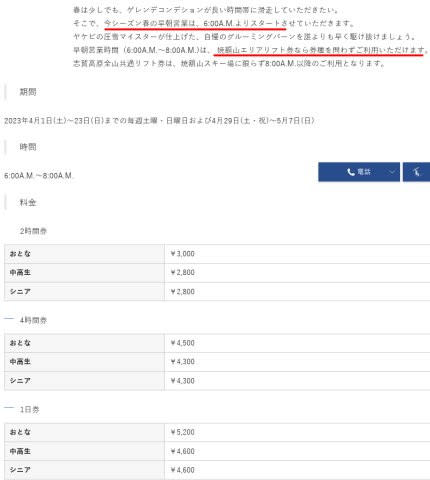 春は少しでも、ゲレンデコンデションが良い時間帯に滑走していただきたい。
そこで、今シーズン春の早朝営業は、6:00A.M.よりスタートさせていただきます。
ヤケビの圧雪マイスターが仕上げた、自慢のグルーミングバーンを誰よりも早く駆け抜けましょう。
早朝営業時間（6:00A.M.～8:00A.M.)は、焼額山エリアリフト券なら券種を問わずご利用いただけます。
志賀高原全山共通リフト券は、焼額山スキー場に限らず8:00A.M.以降のご利用となります。
期間
2023年4月1日(土)～23日(日)までの毎週土曜・日曜日および4月29日(土・祝)～5月7日(日)
時間
6:00A.M.～8:00A.M.
電話
料金
2時間券
おとな ￥3,000
中高生 ￥2,800
シニア ￥2,800
4時間券
おとな ￥4,500
中高生 ￥4,300
シニア ￥4,300
1日券
おとな ￥5,200
中高生 ￥4,600
シニア ￥4,600